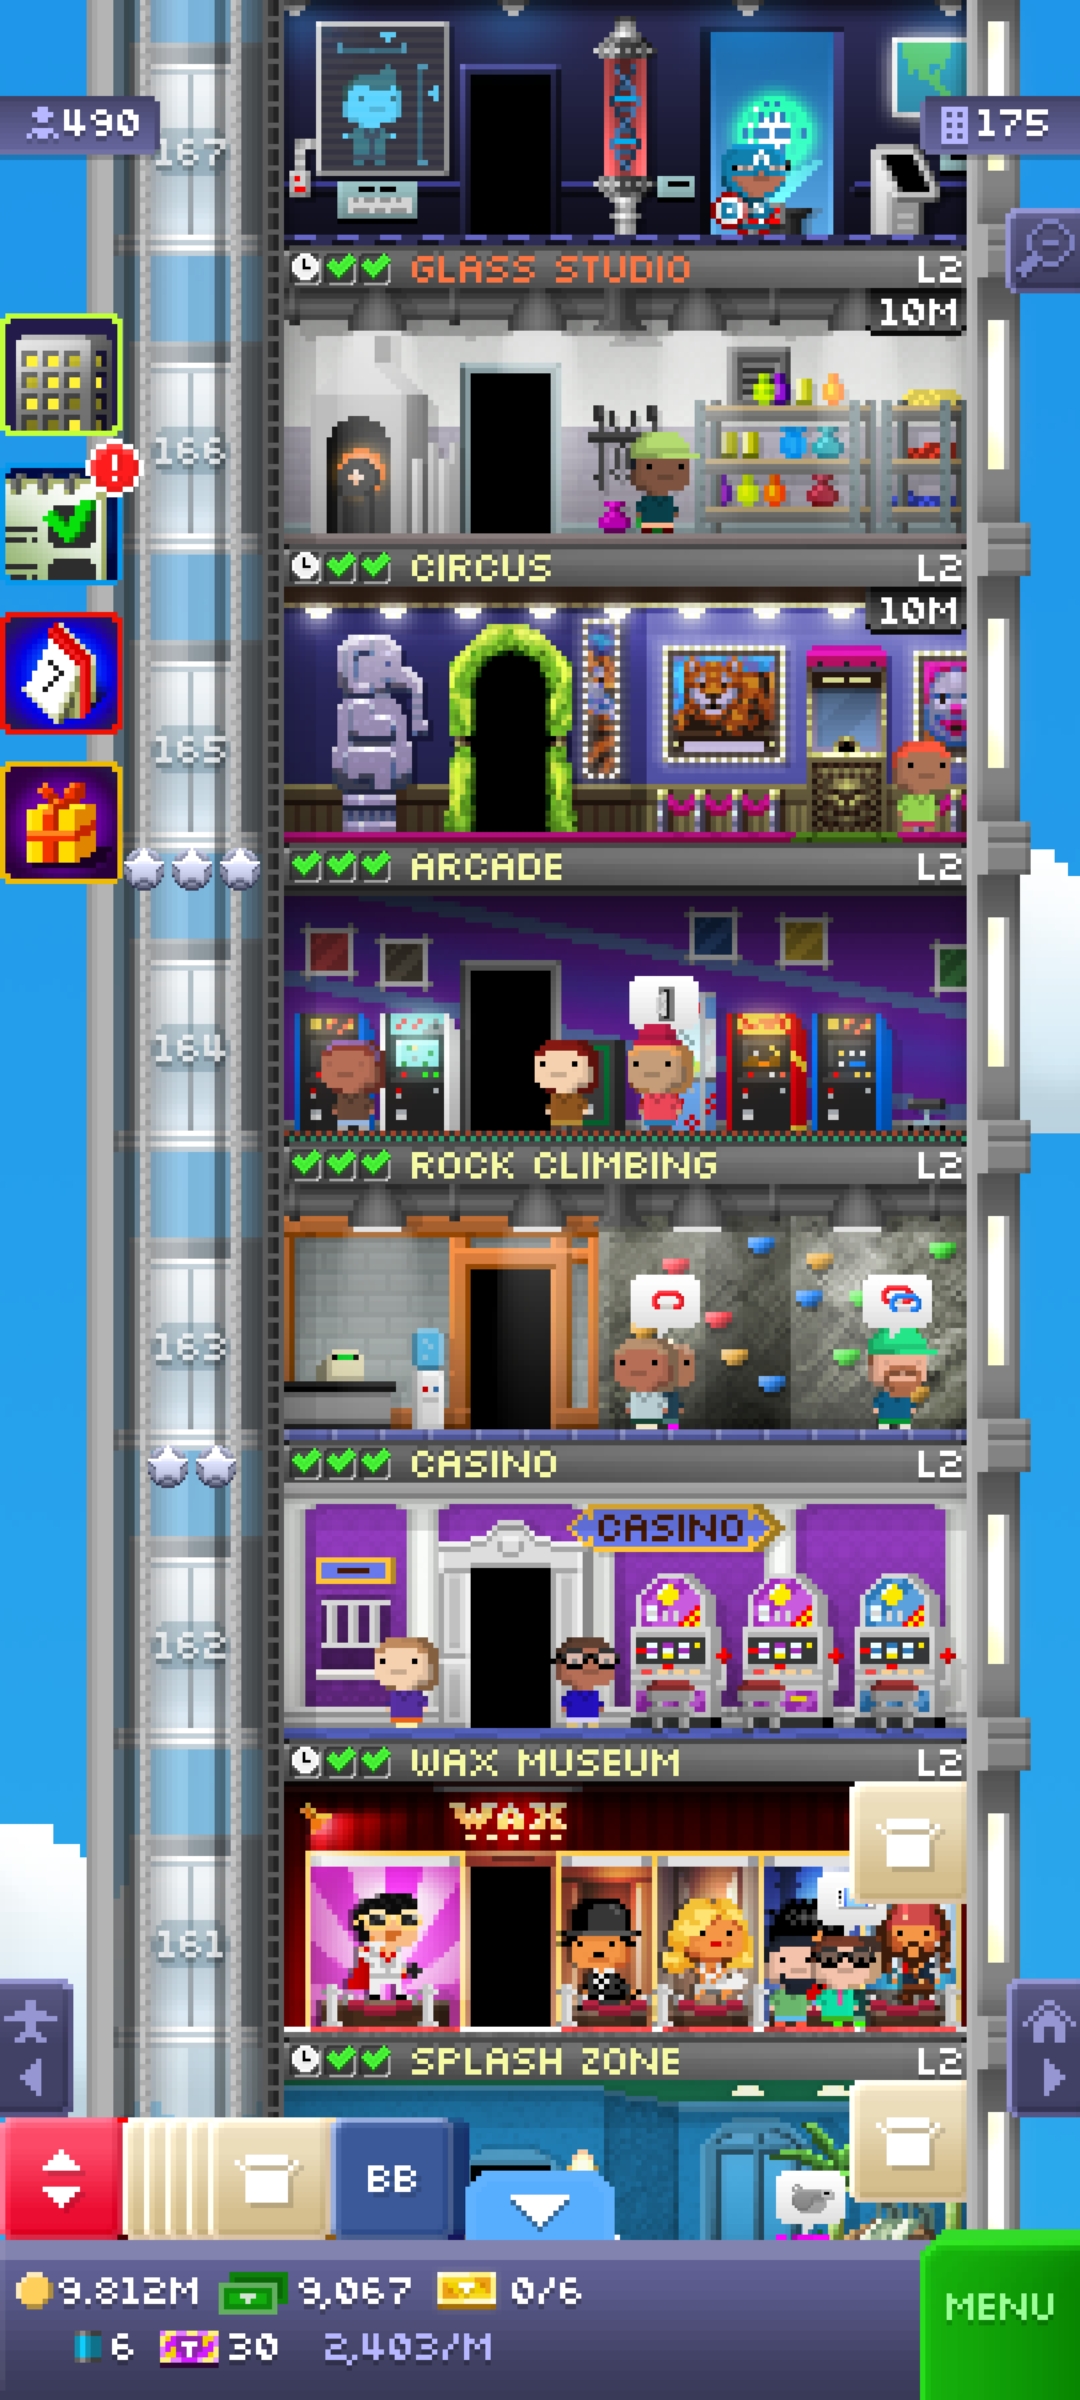 490
175
167
GLASS STUDIO L2
10M
166
CIRCUS L2
10M
165
ARCADE L2
164
ROCK CLIMBING L2
163
CASINO L2
CASINO
162
WAX MUSEUM L2
WAX
161
SPLASH ZONE L2
BB
9.812M 9,067 0/6
MENU
6 30 2,403/M